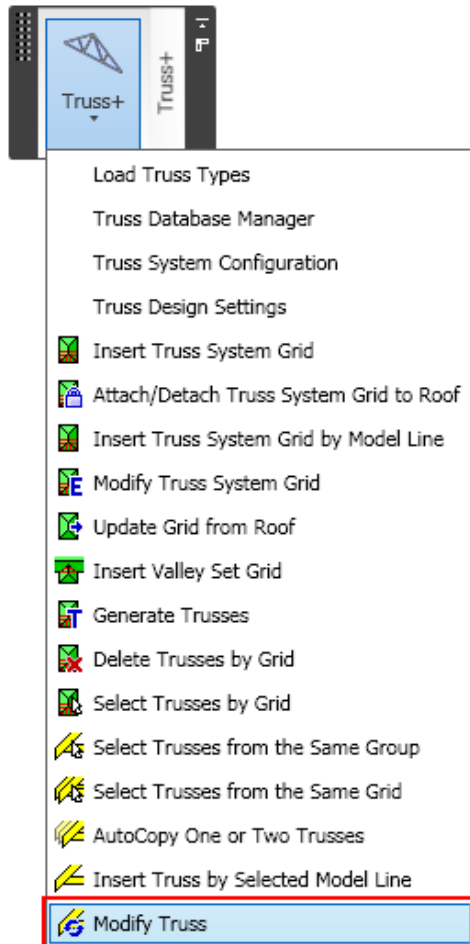 Truss+
Truss+
Load Truss Types
Truss Database Manager
Truss System Configuration
Truss Design Settings
Insert Truss System Grid
Attach/Detach Truss System Grid to Roof
Insert Truss System Grid by Model Line
Modify Truss System Grid
Update Grid from Roof
Insert Valley Set Grid
Generate Trusses
Delete Trusses by Grid
Select Trusses by Grid
Select Trusses from the Same Group
Select Trusses from the Same Grid
AutoCopy One or Two Trusses
Insert Truss by Selected Model Line
Modify Truss